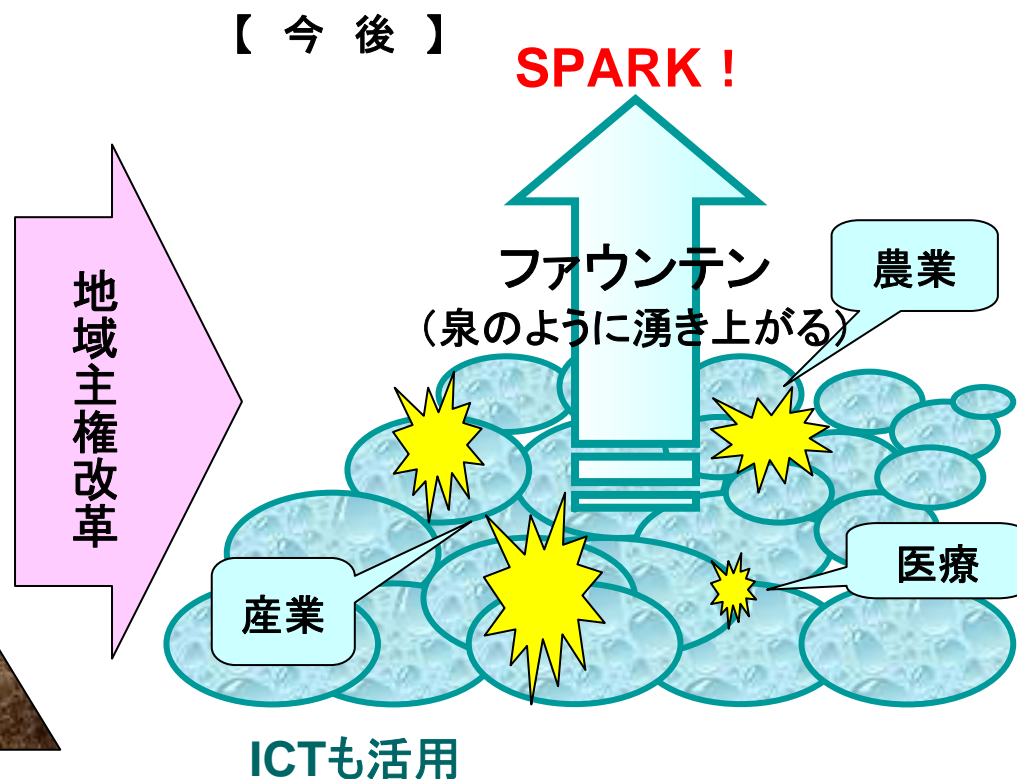 【 今 後 】
SPARK！
地域主権改革
ファウンテン
（泉のように湧き上がる）
農業
医療
産業
ICTも活用